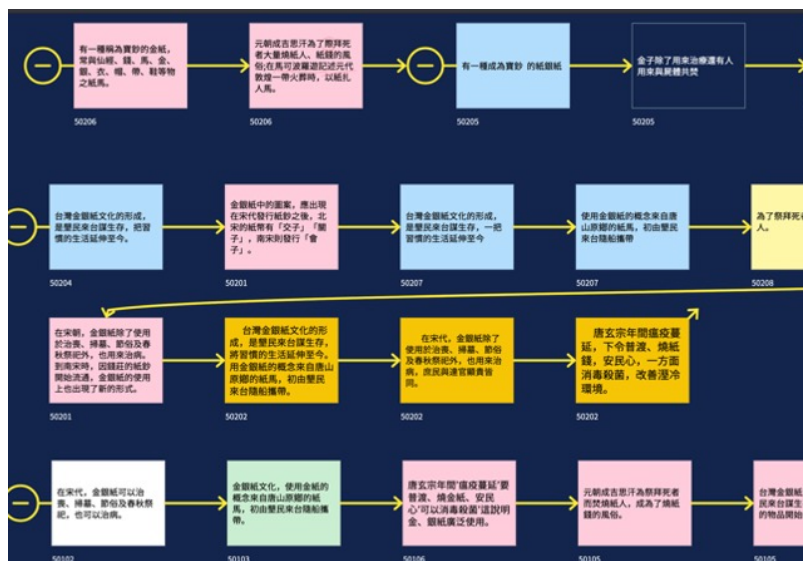 有一種稱為寶鈔的金紙,
常與仙經、錢、馬、金、
銀、衣、帽、帶、鞋等物
之紙馬。
50206
元朝成吉思汗為了際拜死
者大量燒紙人、紙錢的風
俗;在馬可波羅遊記述元代
敦煌一帶火葬時，以紙扎
人馬。
50206
有一種成為寶鈔 的紙銀紙
50205
金子除了用來治療還有人
用來與屍體共焚
50205
台灣金銀紙文化的形成，
是墾民來台謀生存，把習
慣的生活延伸至今。
50204
金銀紙中的圖案，應出現
在宋代發行紙鈔之後，北
宋的紙幣有「交子」「關
子」，南宋則發行「會
子」。
50201
台灣金銀紙文化的形成，
是墾民來台謀生存，一把
習慣的生活延伸至今
50207
使用金銀紙的概念來自唐
山原鄉的紙馬，初由墾民
來台隨船攜帶
50207
為了祭拜死者
人。
50208
在宋朝，金銀紙除了使用
於治喪、掃墓、節俗及春
秋祭祀外，也用來治病。
到南宋時，因錢莊的紙鈔
開始流通，金銀紙的使用
上也出現了新的形式。
50201
台灣金銀紙文化的形
成，是墾民來台謀生存，
將習慣的生活延伸至今。
用金銀紙的概念來自唐山
原鄉的紙馬，初由墾民
來台隨船攜帶。
50202
在宋代，金銀紙除了
使用於治喪、掃墓、節俗
及春秋祭祀外，也用來治
病，庶民與達官顯貴皆
同。
50202
唐玄宗年間瘟疫蔓
延，下令普渡、燒紙
錢，安民心，一方面
消毒殺菌，改善溼冷
環境。
50202
在宋代，金銀紙可以治
喪、掃墓、節俗及春秋祭
祀，也可以治病。
50102
金銀紙文化，使用金紙的
概念來自唐山原鄉的紙
馬，初由墾民來台隨船攜
帶。
50103
唐玄宗年間'瘟疫蔓延'要
普渡、燒金紙、安民
心'可以消毒殺菌'這說明
金、銀紙廣泛使用。
50106
元朝成吉思汗為祭拜死者
而焚燒紙人，成為了燒紙
錢的風俗。
50105
台灣金銀紙
民來台謀生
的物品開始
50105